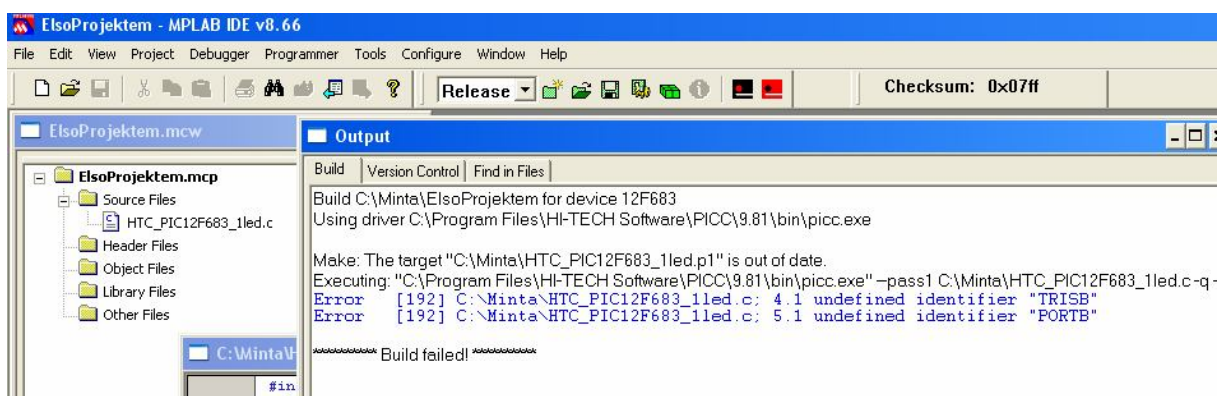 ElsoProjektem - MPLAB IDE v8.66
File Edit View Project Debugger Programmer Tools Configure Window Help
Release Checksum: 0x07ff
ElsoProjektem.mcw
Output
Build Version Control Find in Files
ElsoProjektem.mcp
Source Files
HTC_PIC12F683_1led.c
Header Files
Object Files
Library Files
Other Files
Build C:\Minta\ElsoProjektem for device 12F683
Using driver C:\Program Files\HI-TECH Software\PICC\9.81\bin\picc.exe
Make: The target "C:\Minta\HTC_PIC12F683_1led.p1" is out of date.
Executing: "C:\Program Files\HI-TECH Software\PICC\9.81\bin\picc.exe" --pass1 C:\Minta\HTC_PIC12F683_1led.c -q -
Error [192] C:\Minta\HTC_PIC12F683_1led.c; 4.1 undefined identifier "TRISB"
Error [192] C:\Minta\HTC_PIC12F683_1led.c; 5.1 undefined identifier "PORTB"
********** Build failed! **********
C:\Minta\H
#in